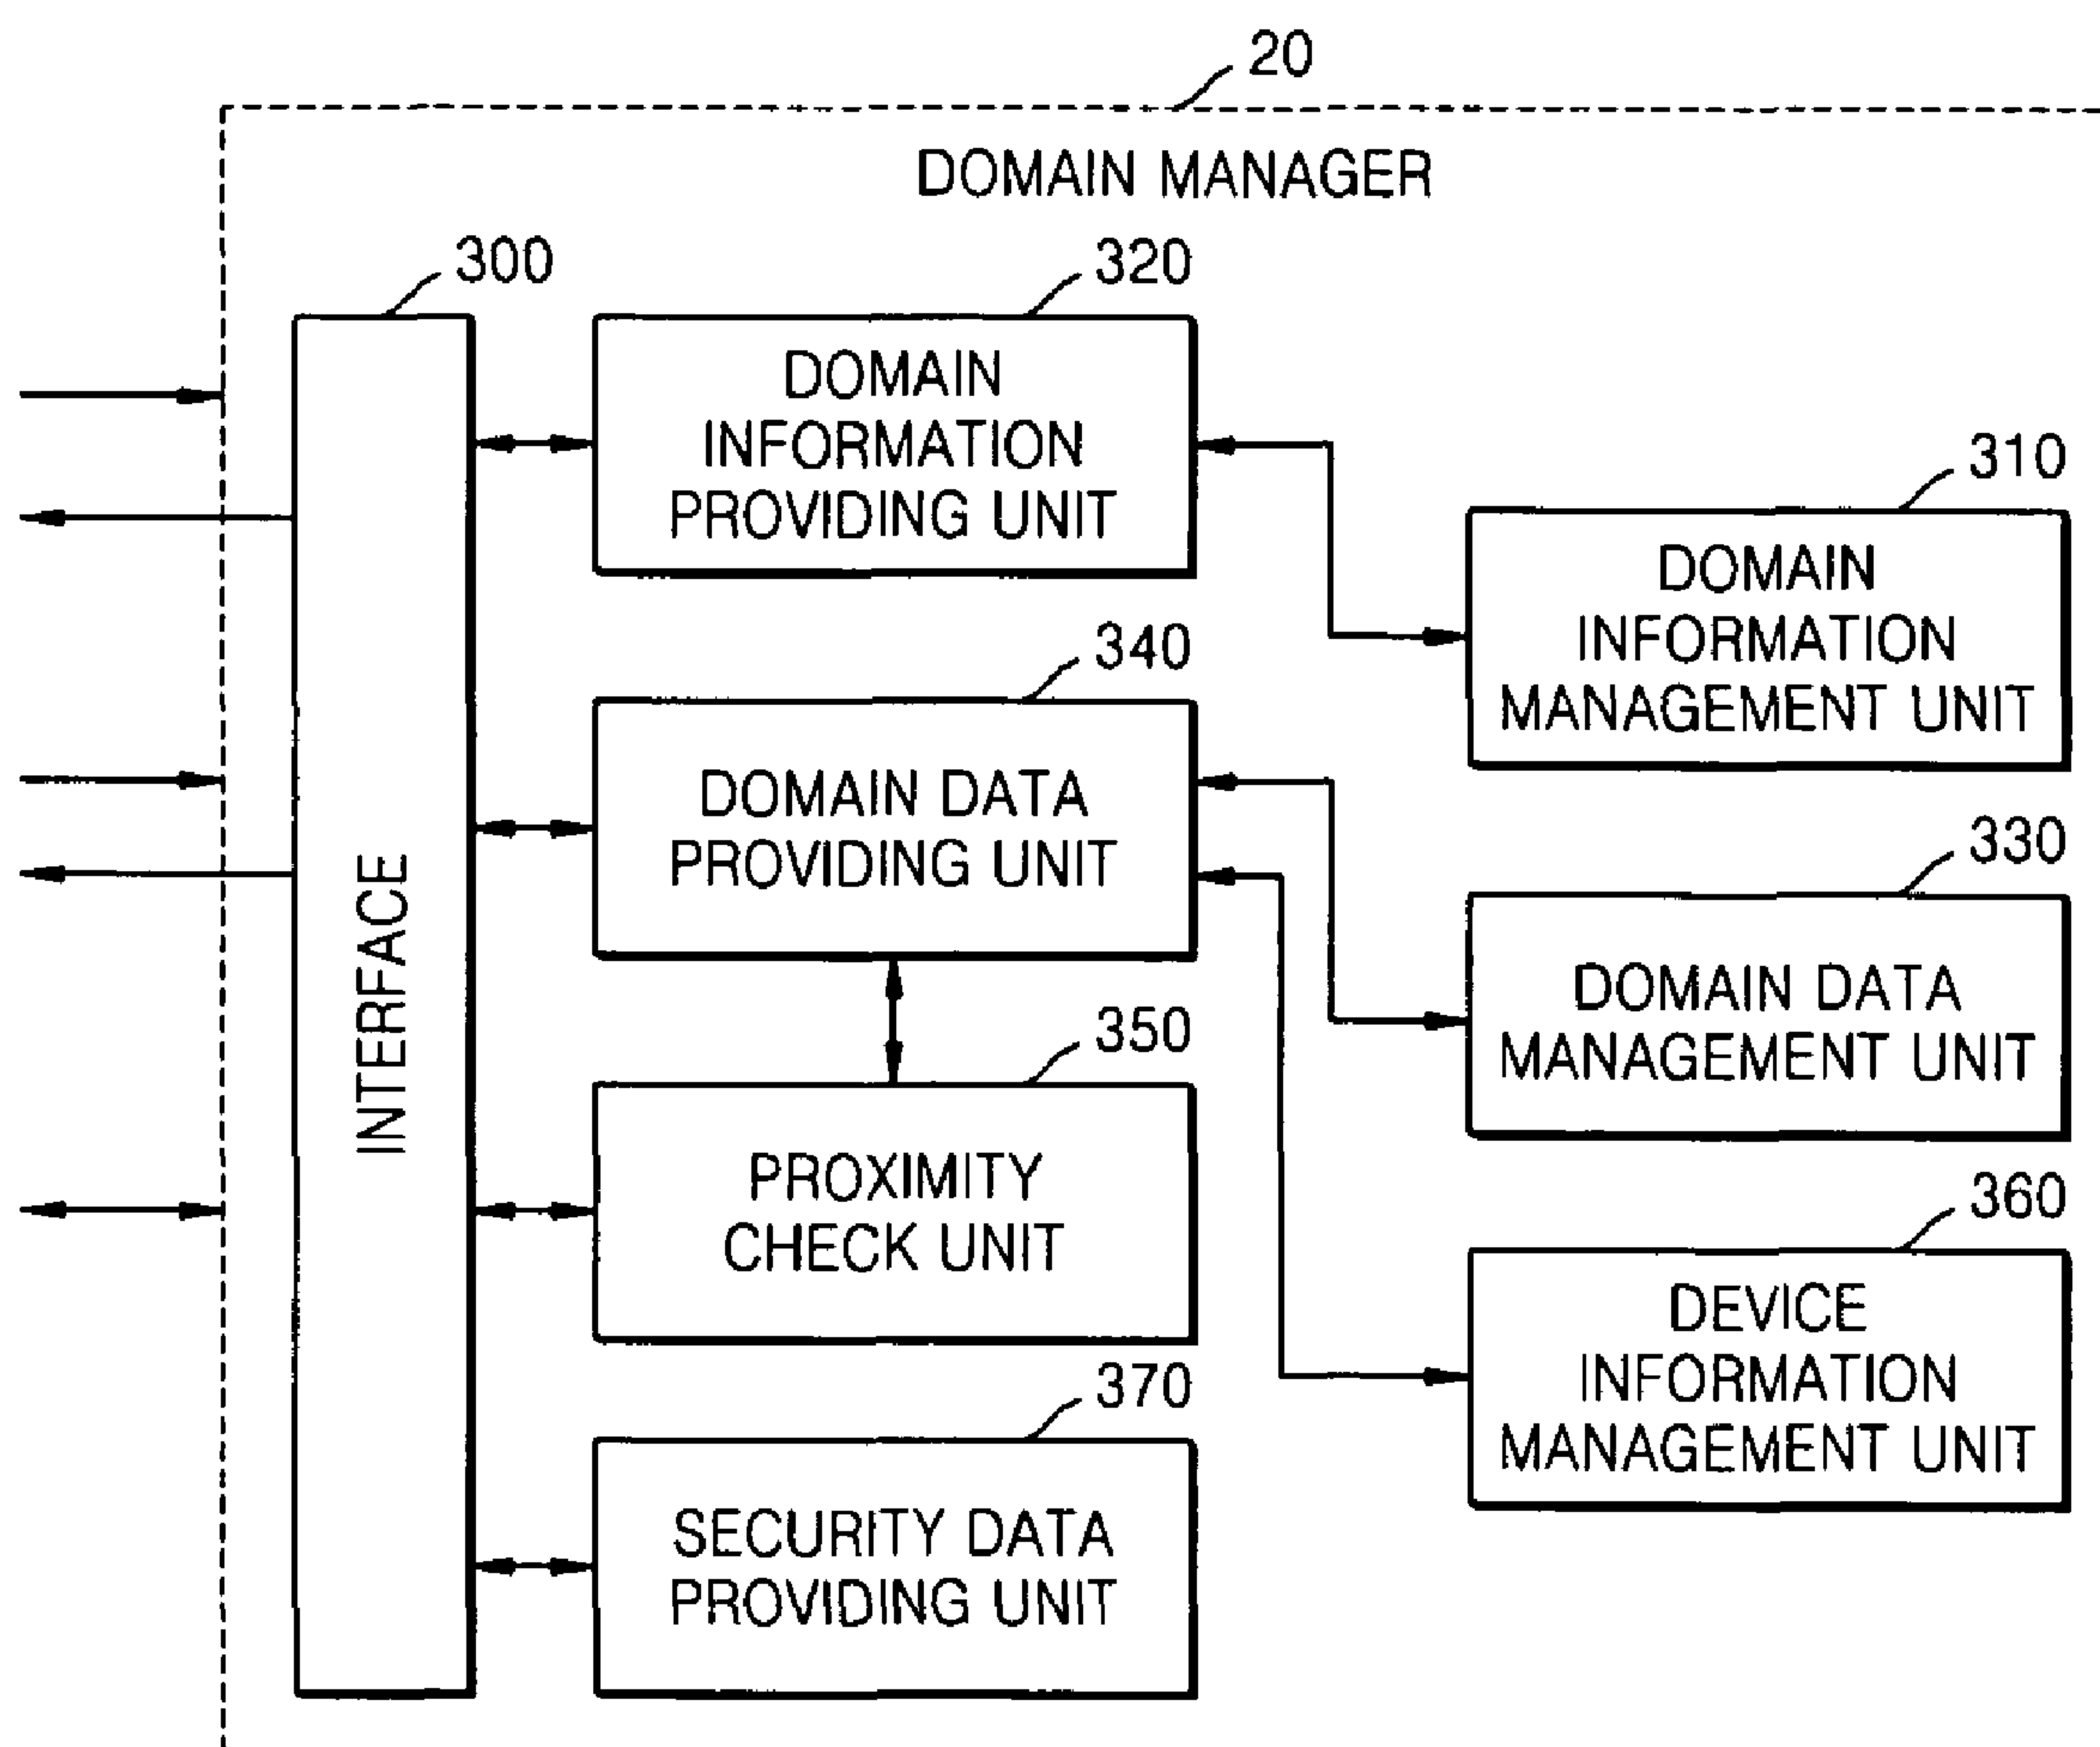 20
DOMAIN MANAGER
300
320
DOMAIN
INFORMATION
PROVIDING UNIT
310
DOMAIN
INFORMATION
MANAGEMENT UNIT
340
DOMAIN DATA
PROVIDING UNIT
330
DOMAIN DATA
MANAGEMENT UNIT
INTERFACE
350
PROXIMITY
CHECK UNIT
360
DEVICE
INFORMATION
MANAGEMENT UNIT
370
SECURITY DATA
PROVIDING UNIT